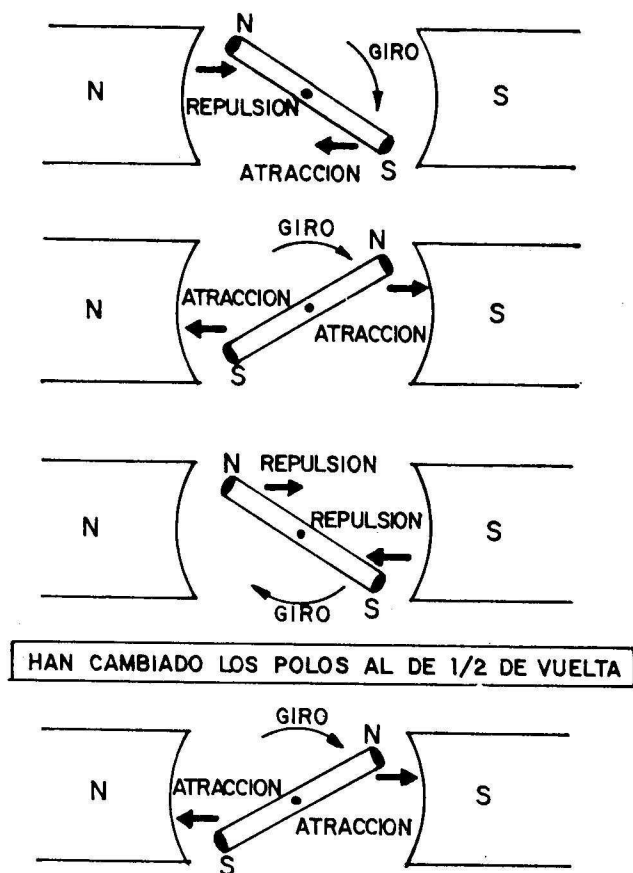 N
GIRO
N
S
REPULSION
ATRACCION
S
GIRO
N
N
ATRACCION
S
ATRACCION
S
N
REPULSION
N
REPULSION
S
GIRO
S
HAN CAMBIADO LOS POLOS AL DE 1/2 DE VUELTA
GIRO
N
N
ATRACCION
S
ATRACCION
S